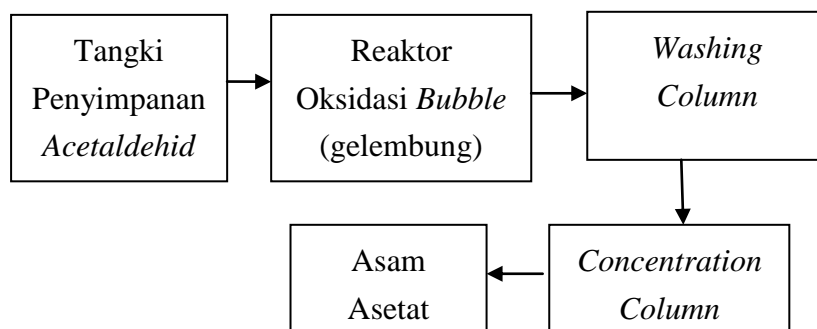 Tangki
Penyimpanan
Acetaldehid
Reaktor
Oksidasi Bubble
(gelembung)
Washing
Column
Concentration
Column
Asam
Asetat